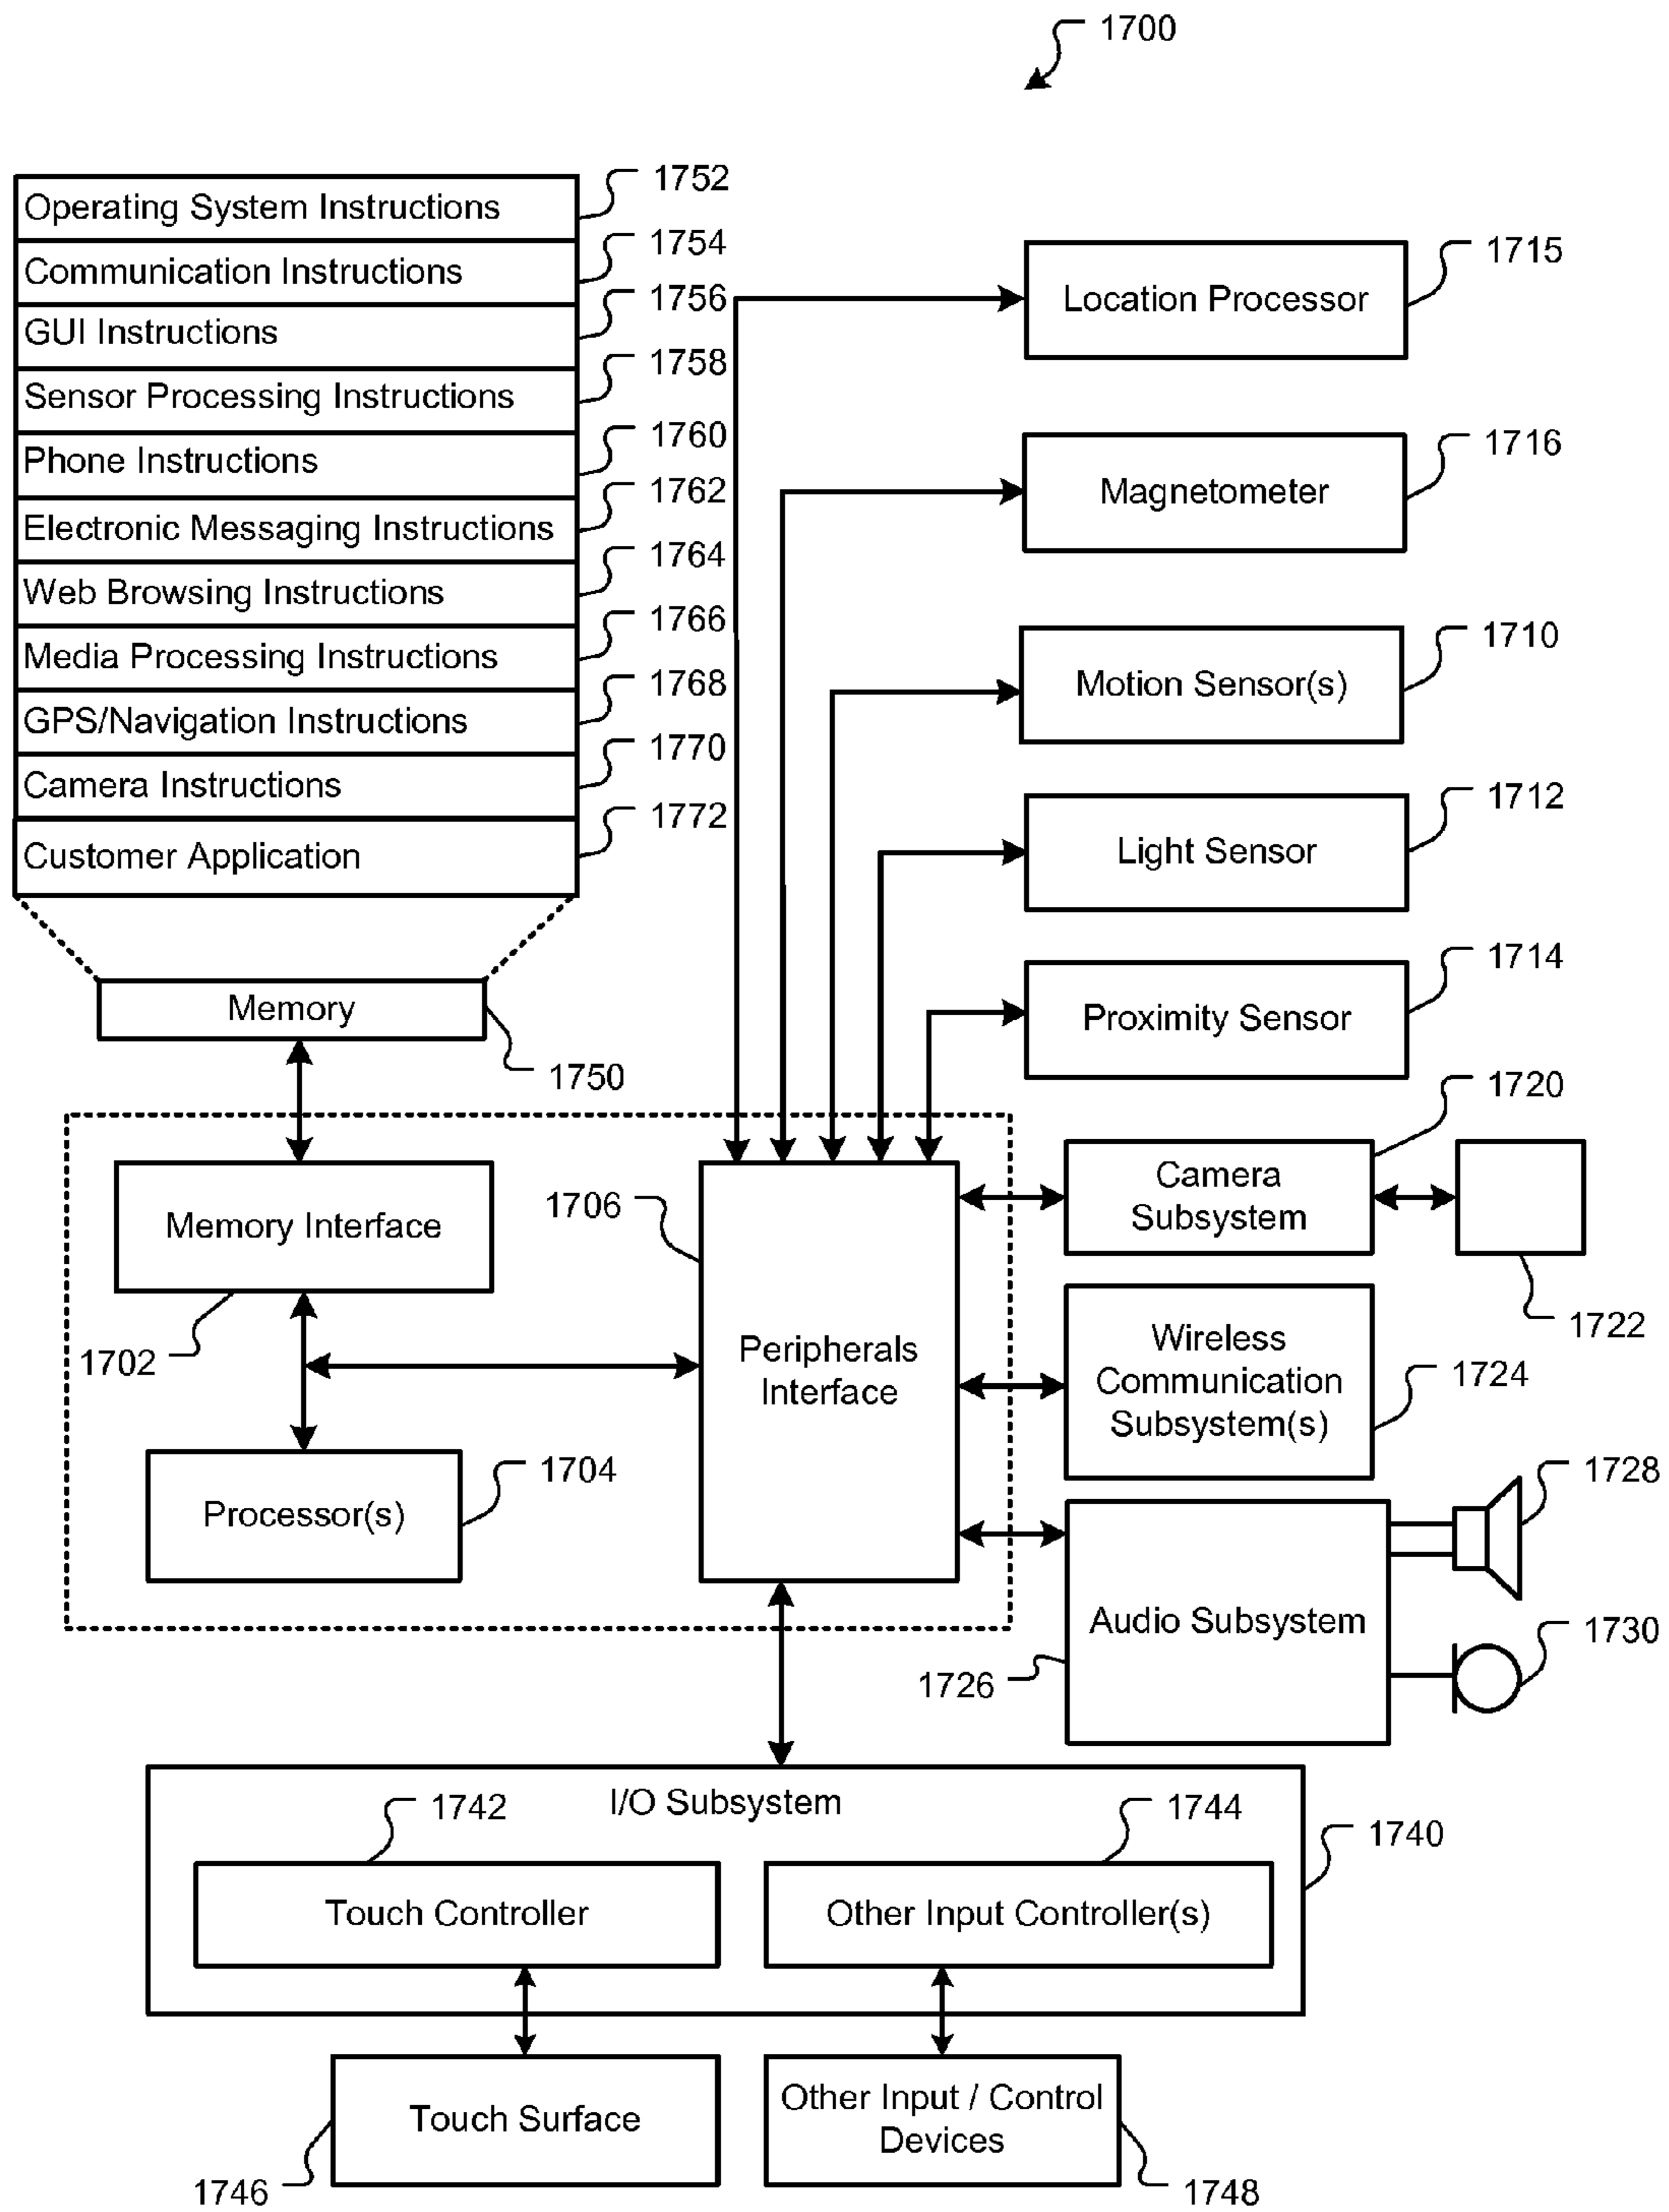 1700
Operating System Instructions
1752
Communication Instructions
1754
GUI Instructions
1756
Sensor Processing Instructions
1758
Phone Instructions
1760
Electronic Messaging Instructions
1762
Web Browsing Instructions
1764
Media Processing Instructions
1766
GPS/Navigation Instructions
1768
Camera Instructions
1770
Customer Application
1772
Memory
1750
Location Processor
1715
Magnetometer
1716
Motion Sensor(s)
1710
Light Sensor
1712
Proximity Sensor
1714
Memory Interface
1702
Processor(s)
1704
1706
Peripherals
Interface
Camera
Subsystem
1720
1722
Wireless
Communication
Subsystem(s)
1724
Audio Subsystem
1726
1728
1730
I/O Subsystem
1740
1742
Touch Controller
1744
Other Input Controller(s)
Touch Surface
1746
Other Input / Control
Devices
1748